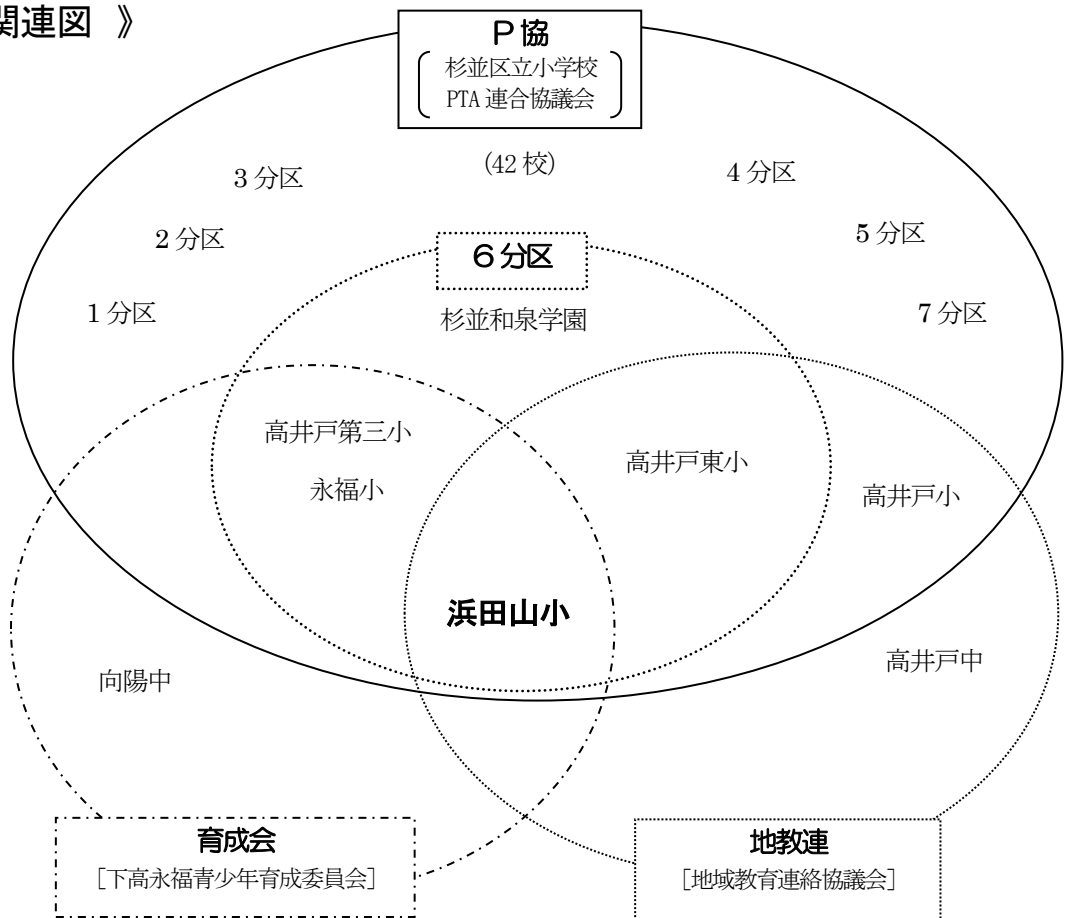 関連図 》
P協
杉並区立小学校
PTA 連合協議会
(42 校)
3 分区
4 分区
2 分区
5 分区
6分区
1 分区
7 分区
杉並和泉学園
高井戸第三小
高井戸東小
永福小
高井戸小
浜田山小
高井戸中
向陽中
育成会
[下高永福青少年育成委員会]
地教連
[地域教育連絡協議会]